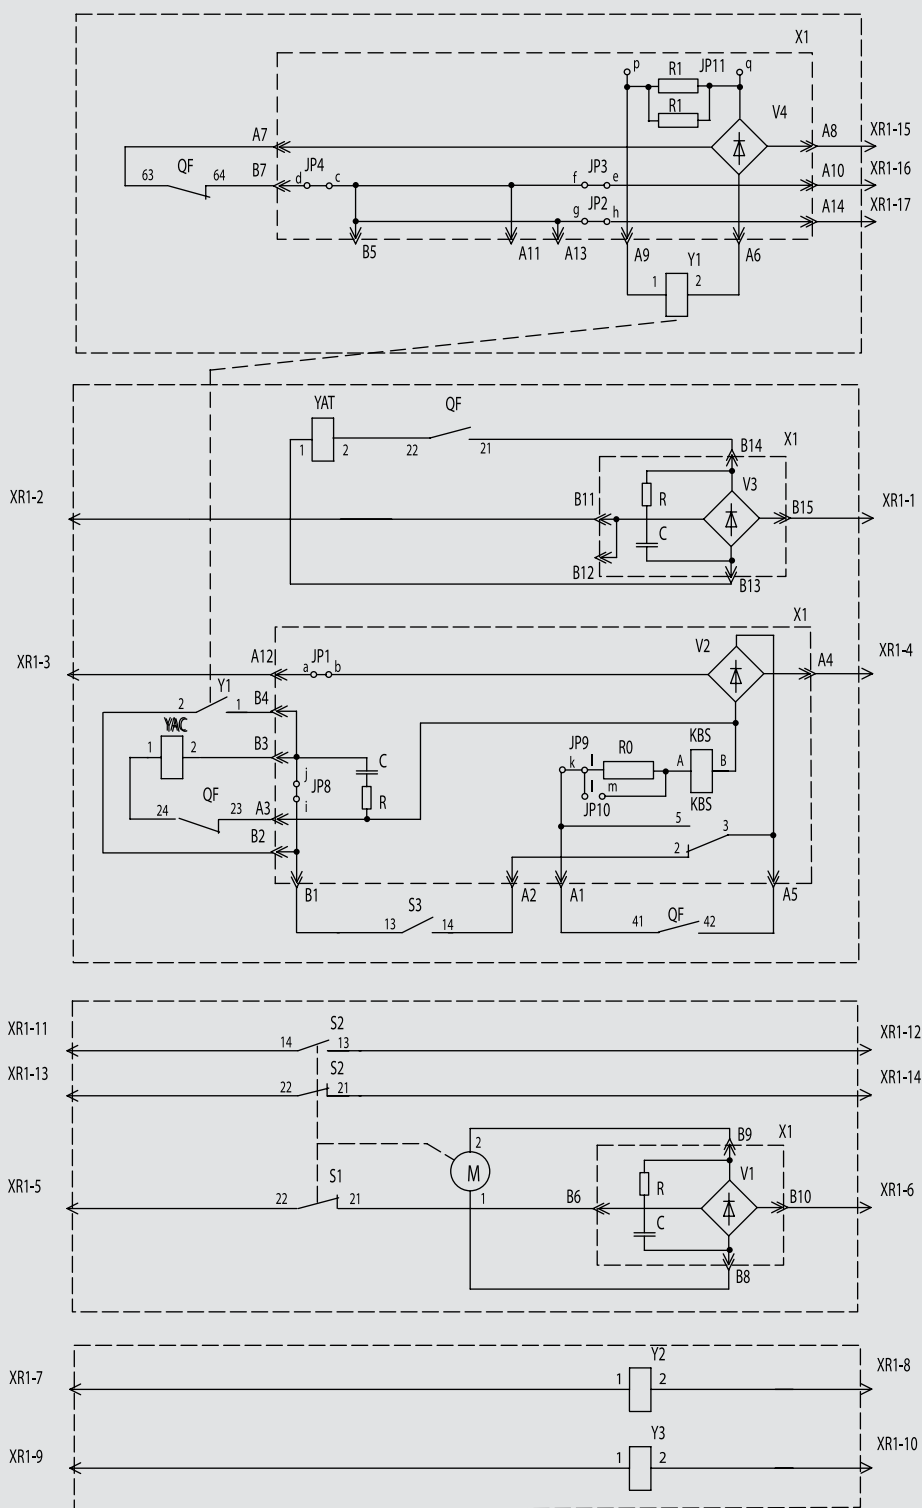 X1
p R1 JP11 q
R1 V4
A7 A8 XR1-15
63 QF 64 B7 d JP4 c f JP3 e A10 XR1-16
g JP2 h A14 XR1-17
B5 A11 A13 A9 Y1 A6
1 2
YAT QF
1 2 22 21 B14 X1
XR1-2 B11 R V3 B15 XR1-1
C
B12 B13
X1
XR1-3 A12 a JP1 b V2 A4 XR1-4
2 Y1 1 B4
YAC
1 2 B3 C JP9 R0 KBS
j k A B
JP8 m
i R JP10 KBS
24 QF 23 A3
5 3
B2 2
B1 A2 A1 A5
S3 QF
13 14 41 42
XR1-11 S2 XR1-12
14 13
XR1-13 S2 XR1-14
22 21
2 B9 X1
M V1
XR1-5 S1 R XR1-6
22 21 1 B6 B10
C
B8
XR1-7 Y2 XR1-8
1 2
XR1-9 Y3 XR1-10
1 2